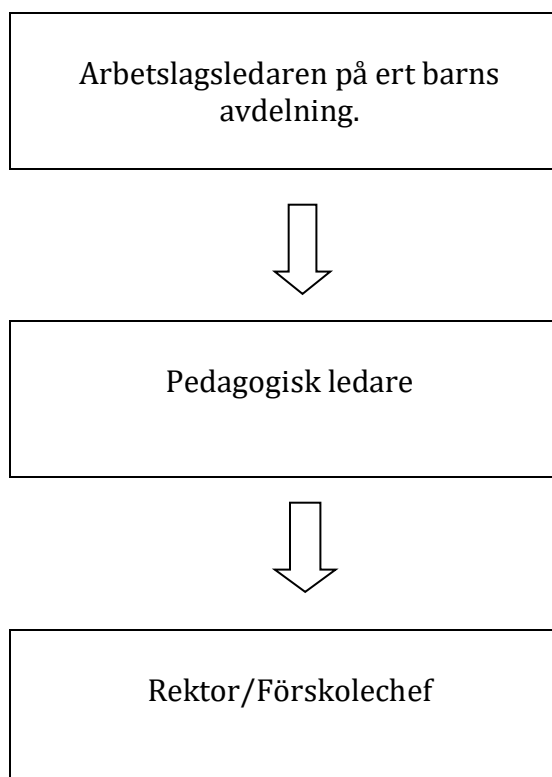 Arbetslagsledaren på ert barns
avdelning.
Pedagogisk ledare
Rektor/Förskolechef